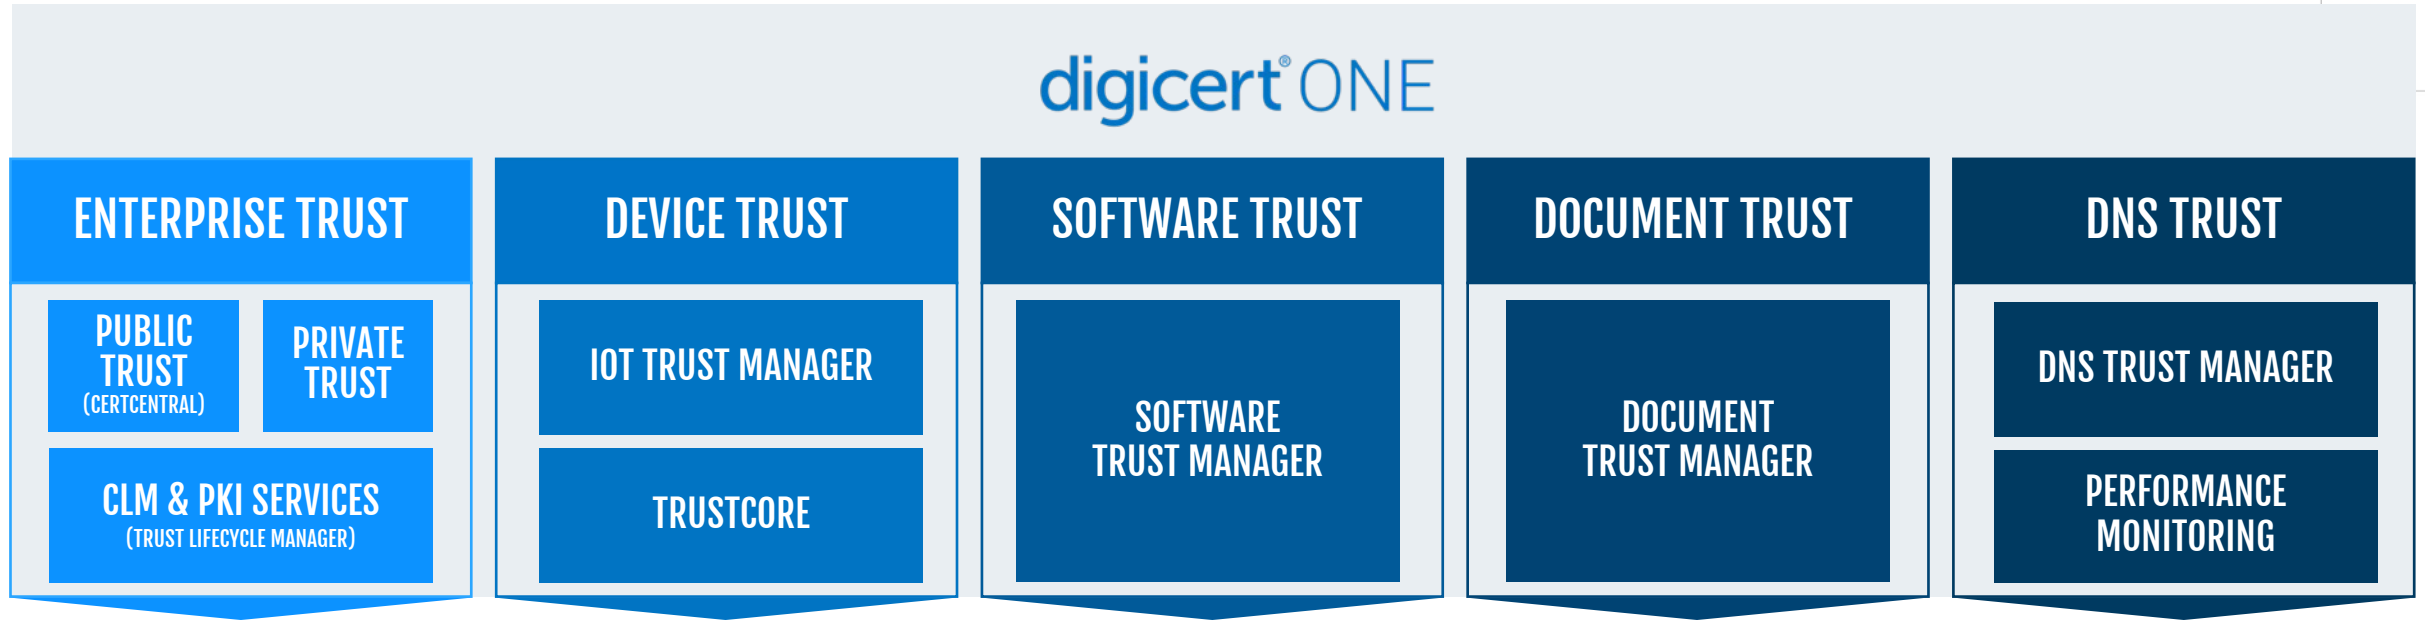 digicert® ONE
ENTERPRISE TRUST
PUBLIC
TRUST
(CERTCENTRAL)
PRIVATE
TRUST
CLM & PKI SERVICES
(TRUST LIFECYCLE MANAGER)
DEVICE TRUST
IOT TRUST MANAGER
TRUSTCORE
SOFTWARE TRUST
SOFTWARE
TRUST MANAGER
DOCUMENT TRUST
DOCUMENT
TRUST MANAGER
DNS TRUST
DNS TRUST MANAGER
PERFORMANCE
MONITORING